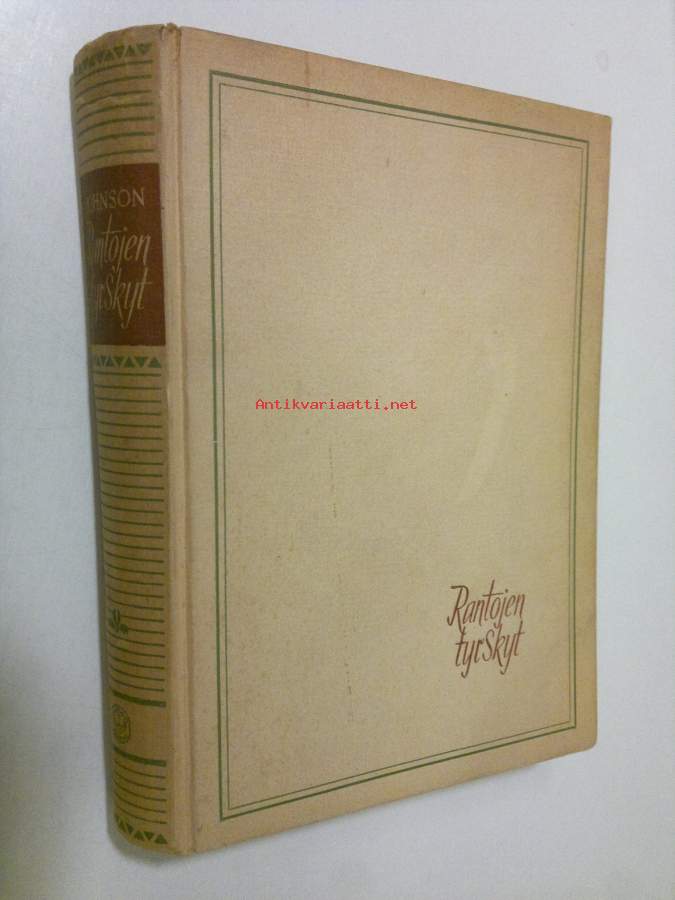 JOHNSON
Rantojen
tyrskyt
Antikvariaatti.net
Rantojen
tyrskyt